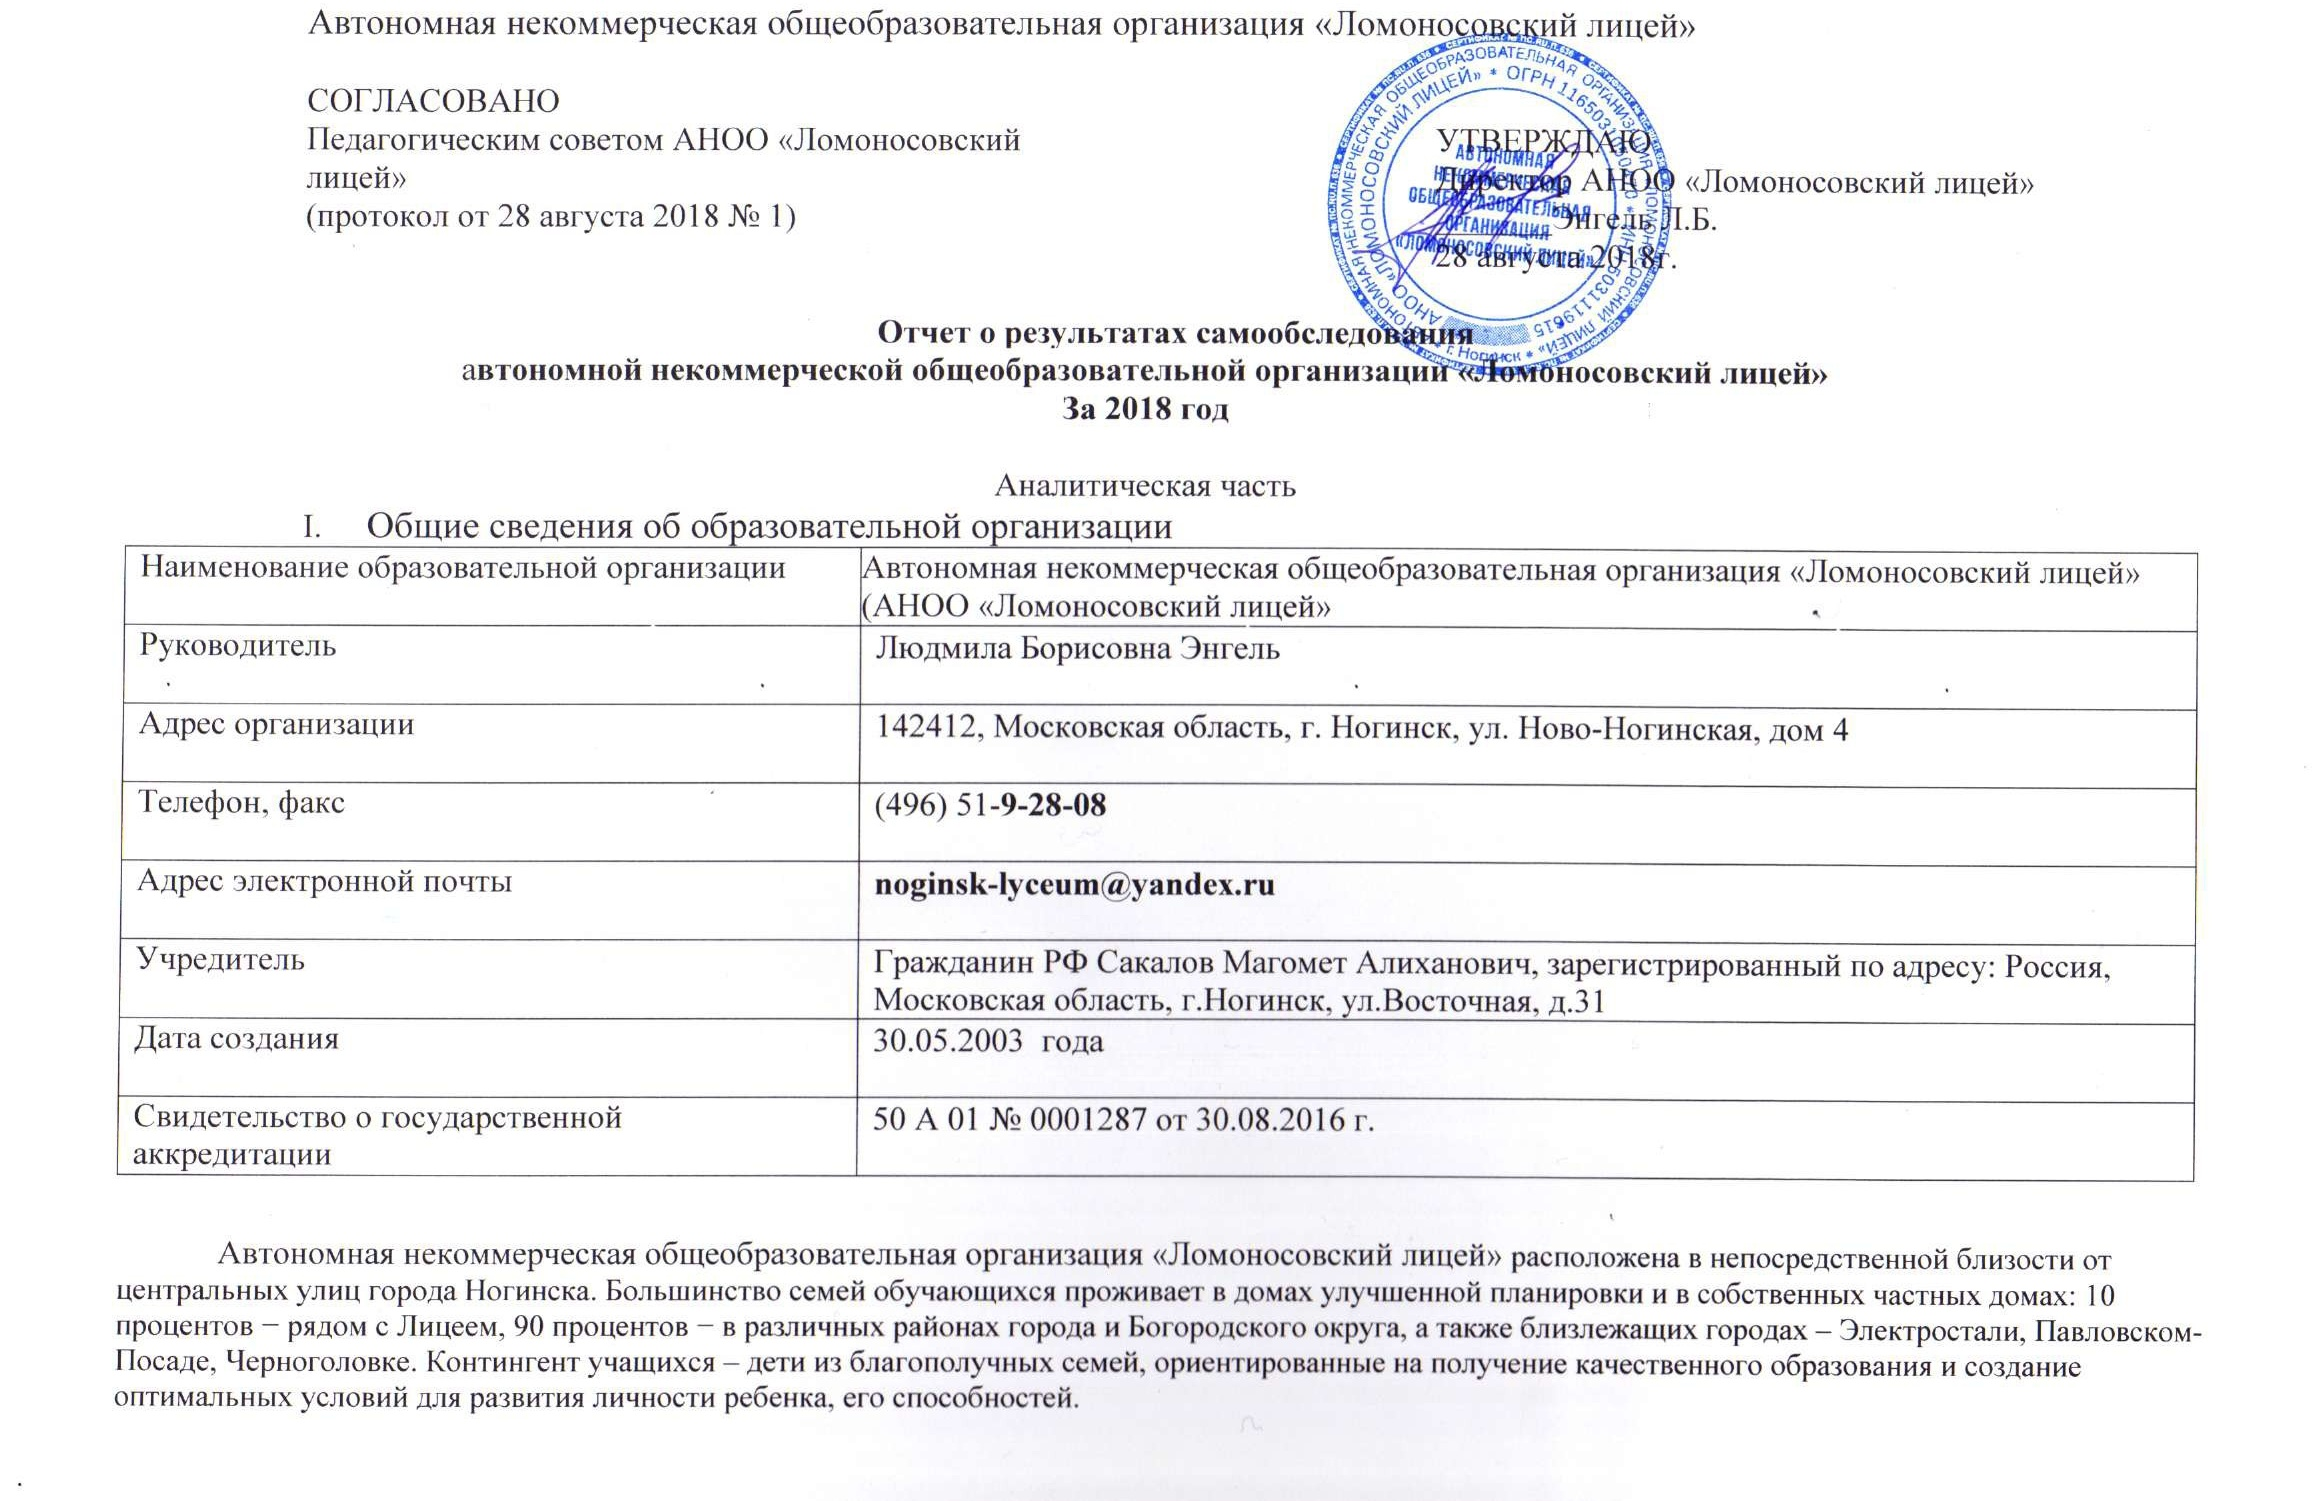 Автономная некоммерческая общеобразовательная организация «Ломоносовский лицей»
СОГЛАСОВАНО
Педагогическим советом АНОО «Ломоносовский
лицей»
(протокол от 28 августа 2018 № 1)
УТВЕРЖДАЮ
Директор АНОО «Ломоносовский лицей»
Энгель Л.Б.
28 августа 2018г.
АВТОНОМНАЯ
НЕКОММЕРЧЕСКАЯ
ОБЩЕОБРАЗОВАТЕЛЬНАЯ
ОРГАНИЗАЦИЯ
«ЛОМОНОСОВСКИЙ ЛИЦЕЙ»
Отчет о результатах самообследования
автономной некоммерческой общеобразовательной организации «Ломоносовский лицей»
За 2018 год
Аналитическая часть
I. Общие сведения об образовательной организации
Наименование образовательной организации
Автономная некоммерческая общеобразовательная организация «Ломоносовский лицей»
(АНОО «Ломоносовский лицей»
Руководитель
Людмила Борисовна Энгель
Адрес организации
142412, Московская область, г. Ногинск, ул. Ново-Ногинская, дом 4
Телефон, факс
(496) 51-9-28-08
Адрес электронной почты
noginsk-lyceum@yandex.ru
Учредитель
Гражданин РФ Сакалов Магомет Алиханович, зарегистрированный по адресу: Россия,
Московская область, г.Ногинск, ул.Восточная, д.31
Дата создания
30.05.2003 года
Свидетельство о государственной
аккредитации
50 А 01 № 0001287 от 30.08.2016 г.
Автономная некоммерческая общеобразовательная организация «Ломоносовский лицей» расположена в непосредственной близости от
центральных улиц города Ногинска. Большинство семей обучающихся проживает в домах улучшенной планировки и в собственных частных домах: 10
процентов − рядом с Лицеем, 90 процентов − в различных районах города и Богородского округа, а также близлежащих городах – Электростали, Павловском-
Посаде, Черноголовке. Контингент учащихся – дети из благополучных семей, ориентированные на получение качественного образования и создание
оптимальных условий для развития личности ребенка, его способностей.